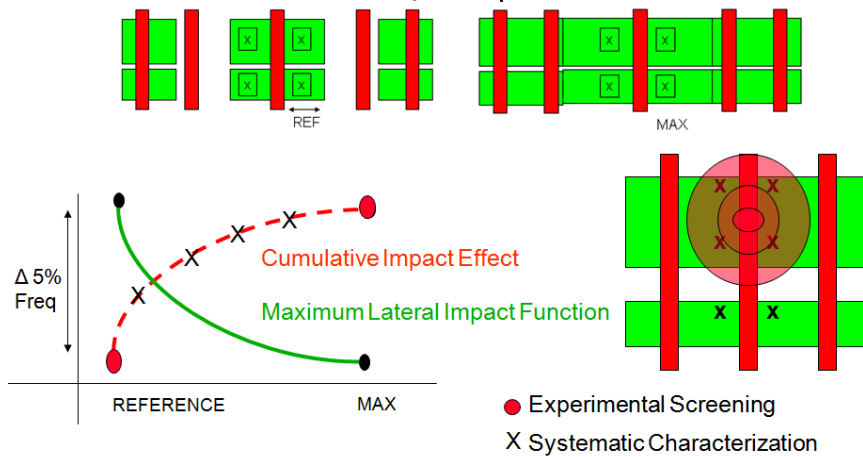 x x x x
x x x x
REF
MAX
X X
X X
X X
Δ 5%
Freq
X X X X
Cumulative Impact Effect
Maximum Lateral Impact Function
REFERENCE MAX
Experimental Screening
X Systematic Characterization